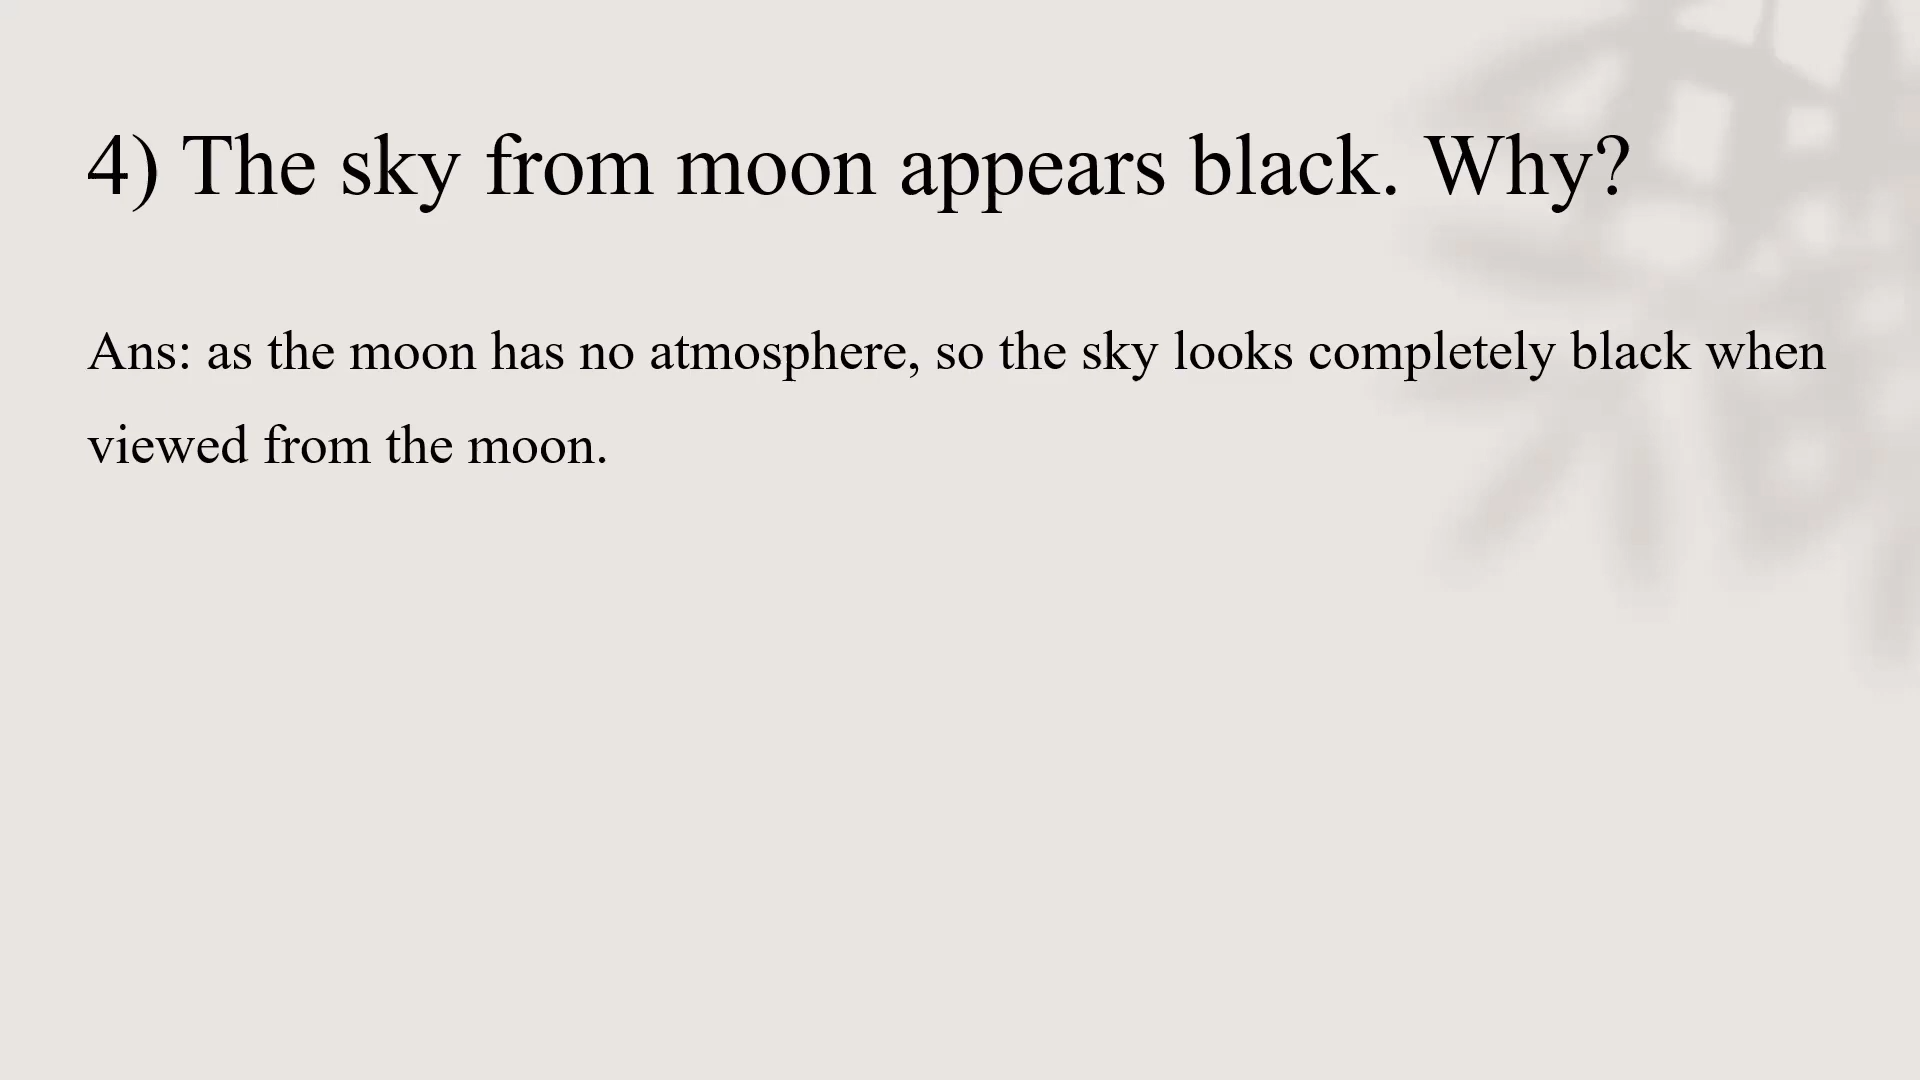 4) The sky from moon appears black. Why?
Ans: as the moon has no atmosphere, so the sky looks completely black when
viewed from the moon.